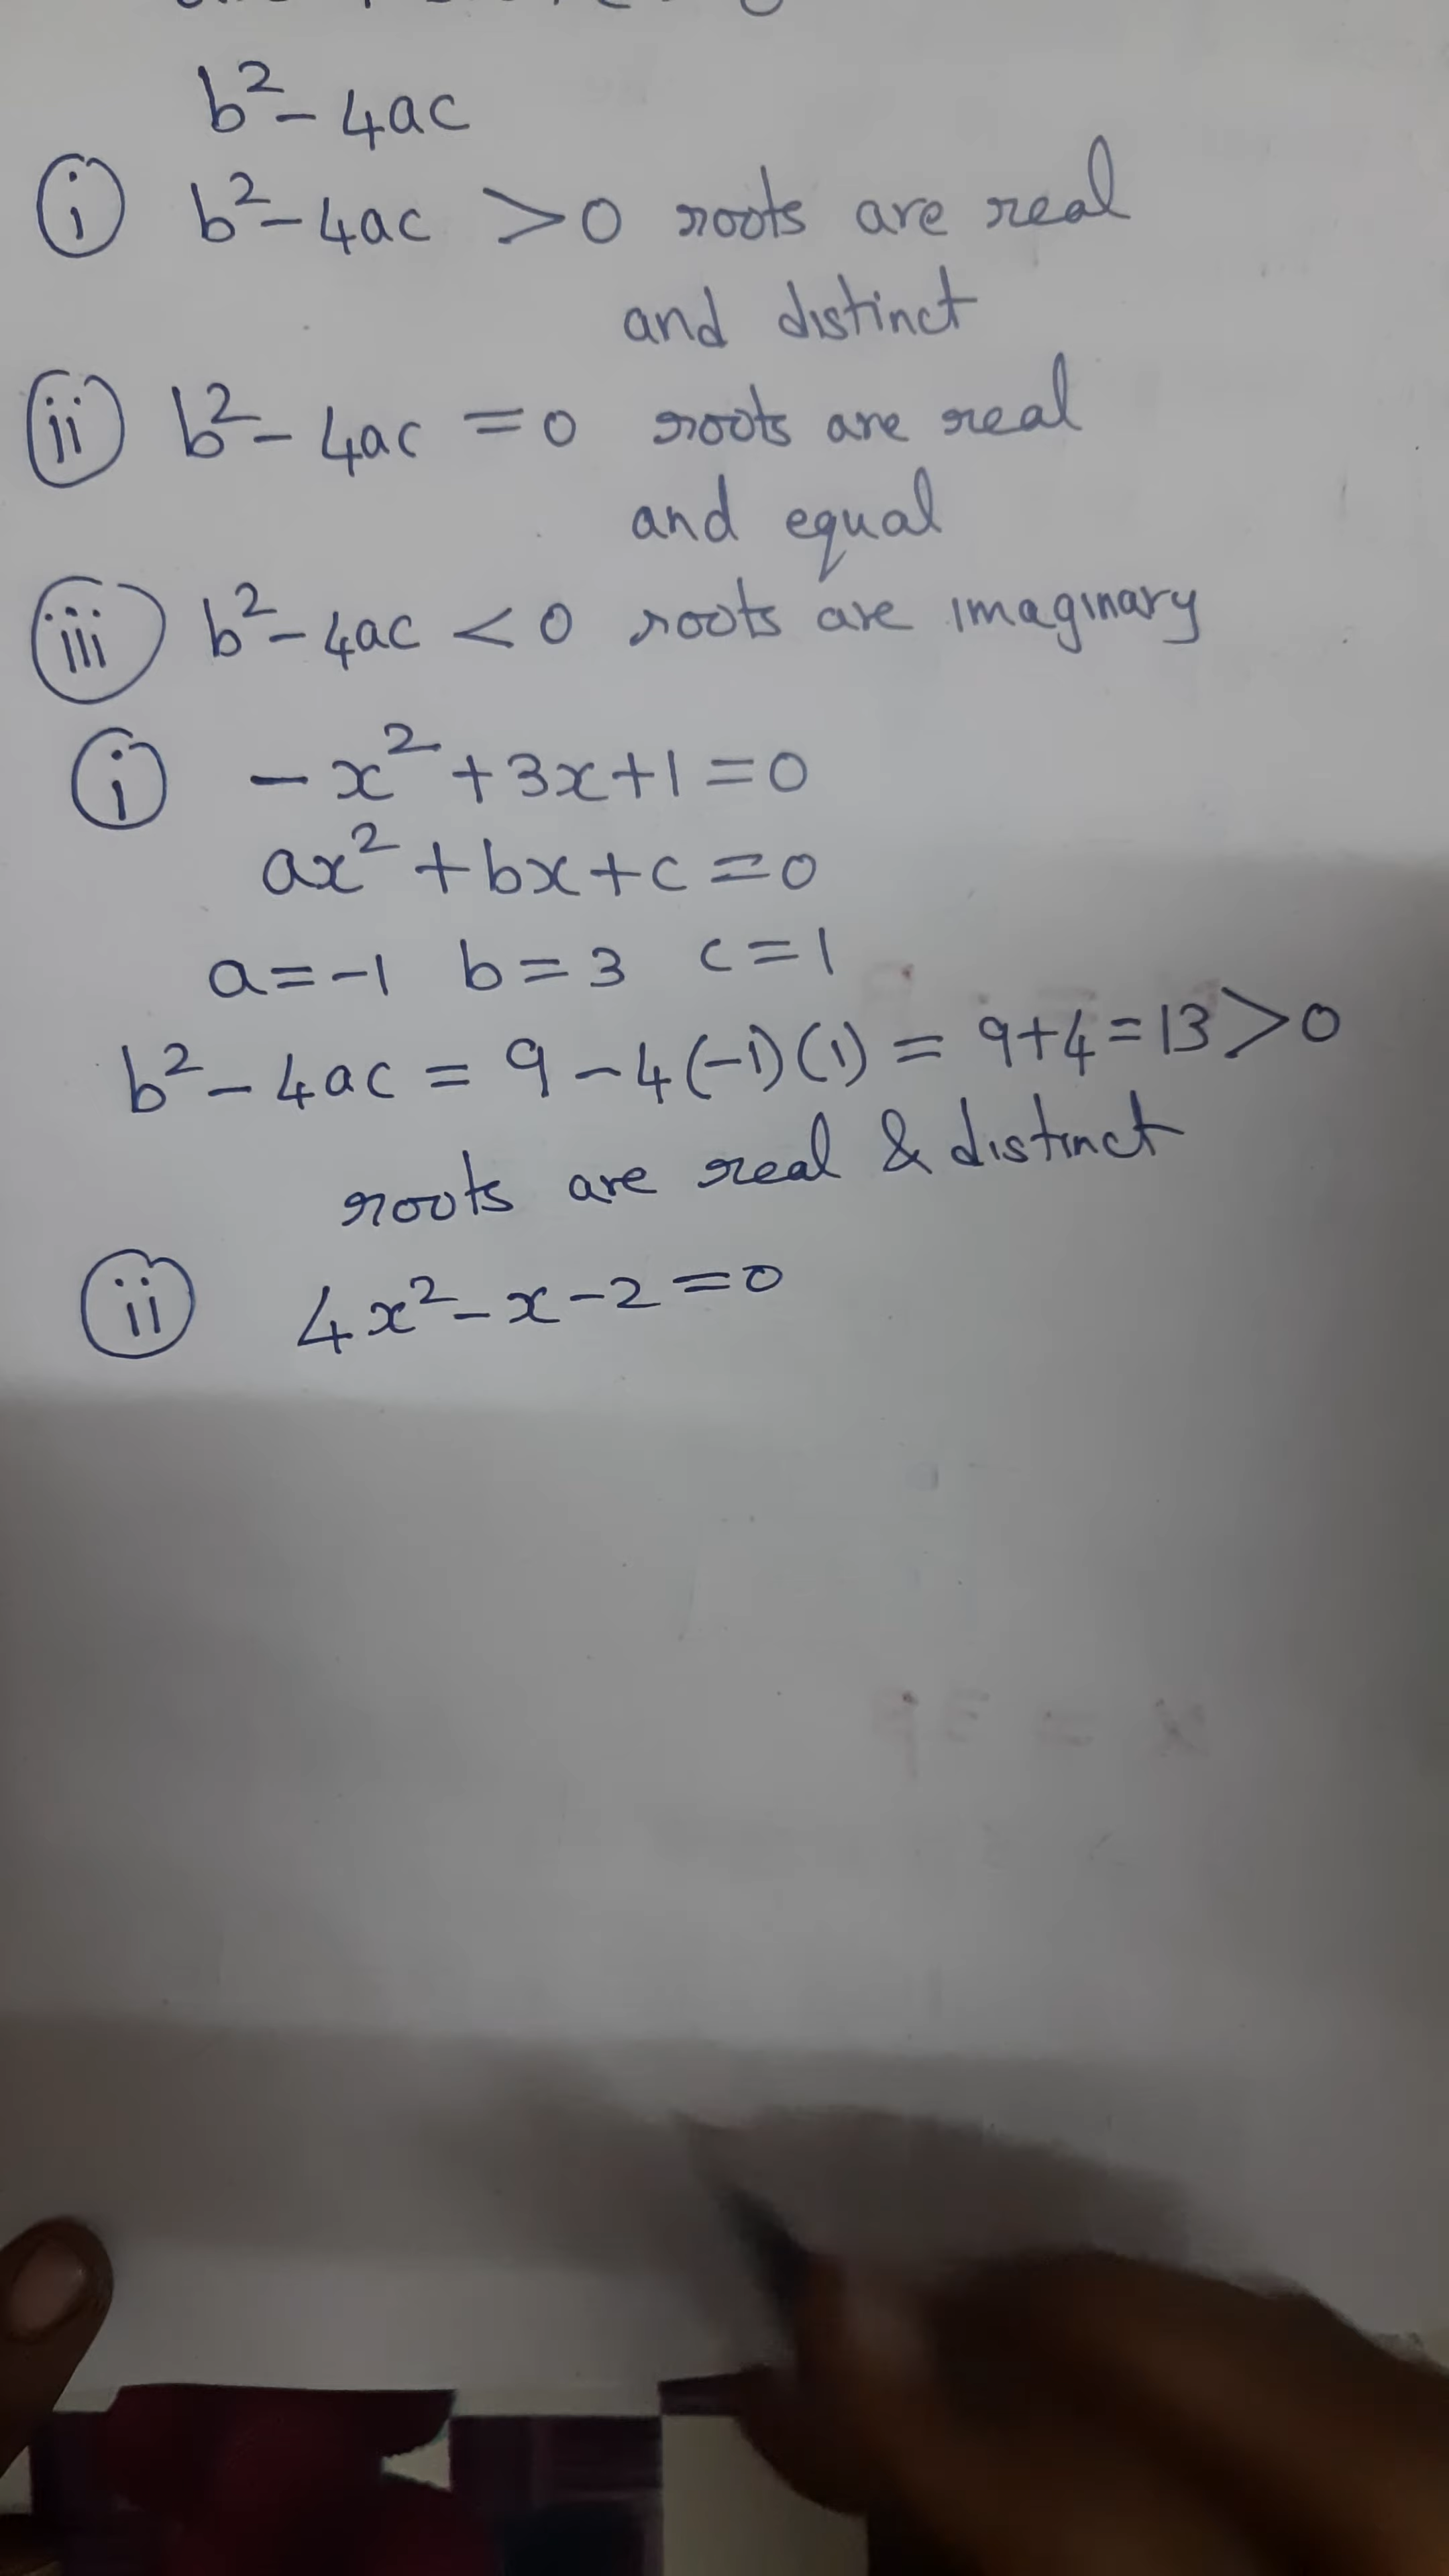 b² - 4ac
(i) b² - 4ac > 0 roots are real
and distinct
(ii) b² - 4ac = 0 roots are real
and equal
(iii) b² - 4ac < 0 roots are imaginary
(i) - x² + 3x + 1 = 0
ax² + bx + c = 0
a = -1 b = 3 c = 1
b² - 4ac = 9 - 4(-1)(1) = 9 + 4 = 13 > 0
roots are real & distinct
(ii) 4x² - x - 2 = 0